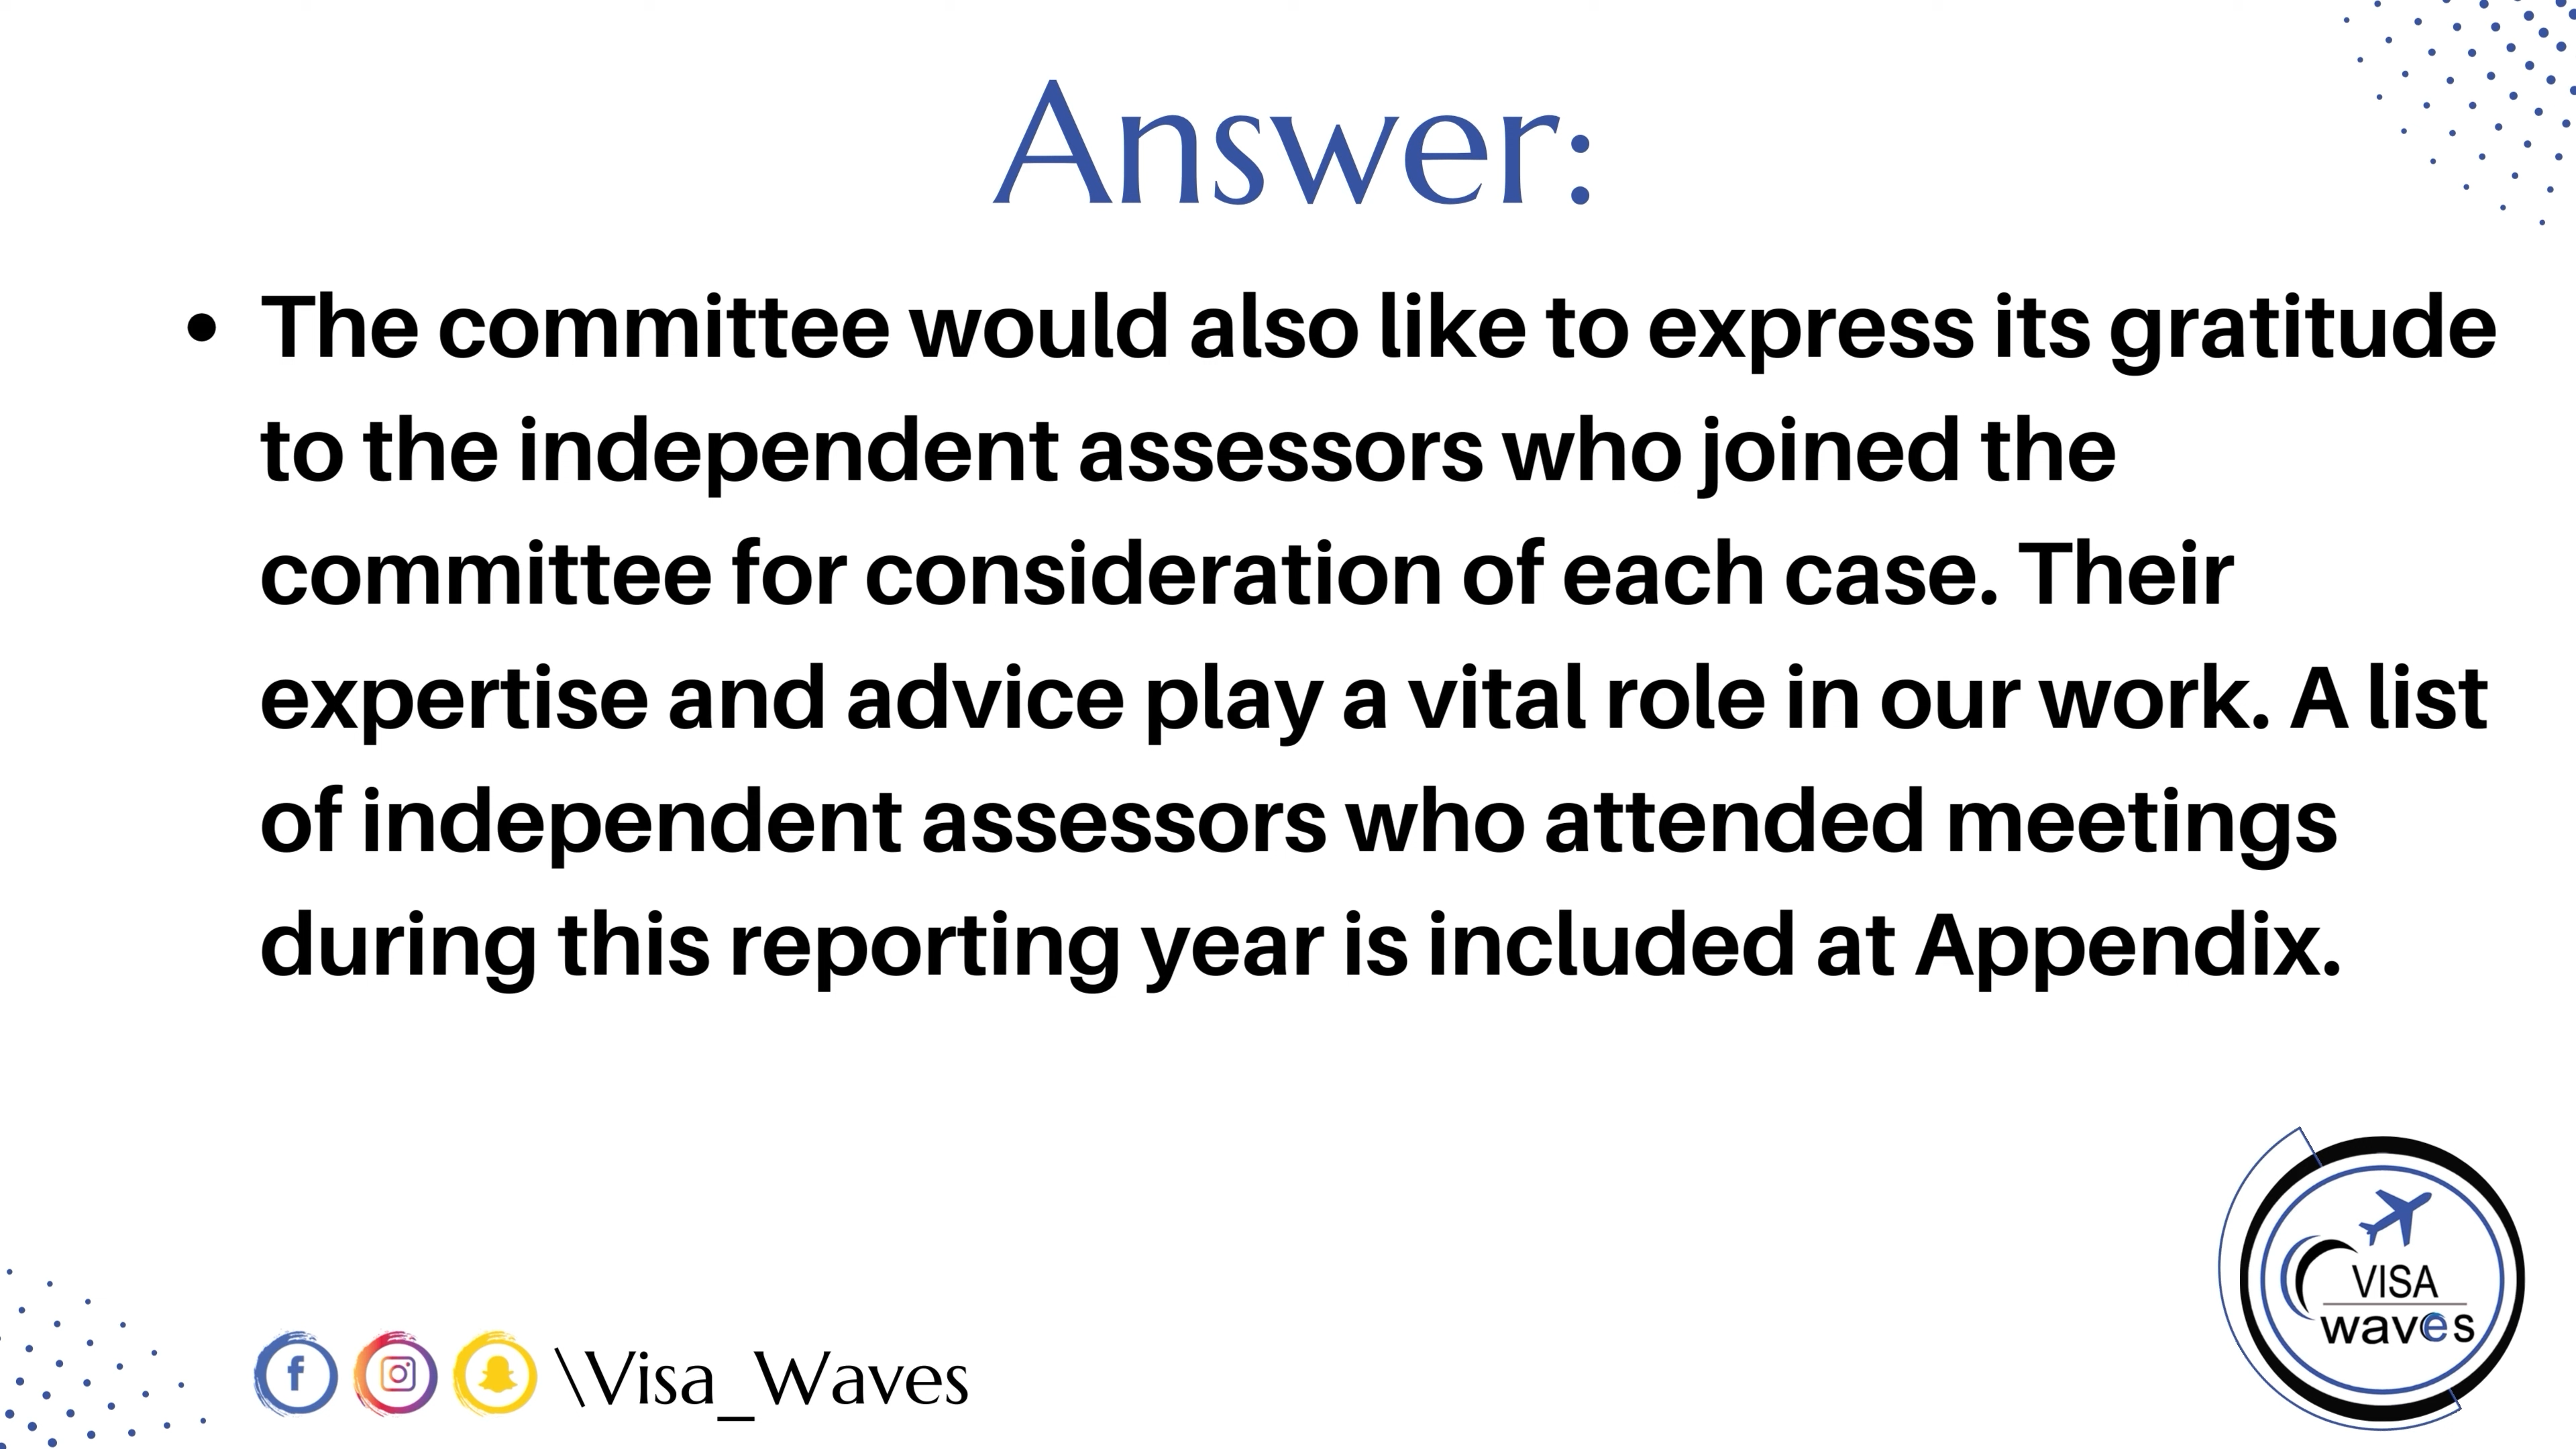 Answer:
• The committee would also like to express its gratitude
to the independent assessors who joined the
committee for consideration of each case. Their
expertise and advice play a vital role in our work. A list
of independent assessors who attended meetings
during this reporting year is included at Appendix.
\Visa_Waves
VISA
waves